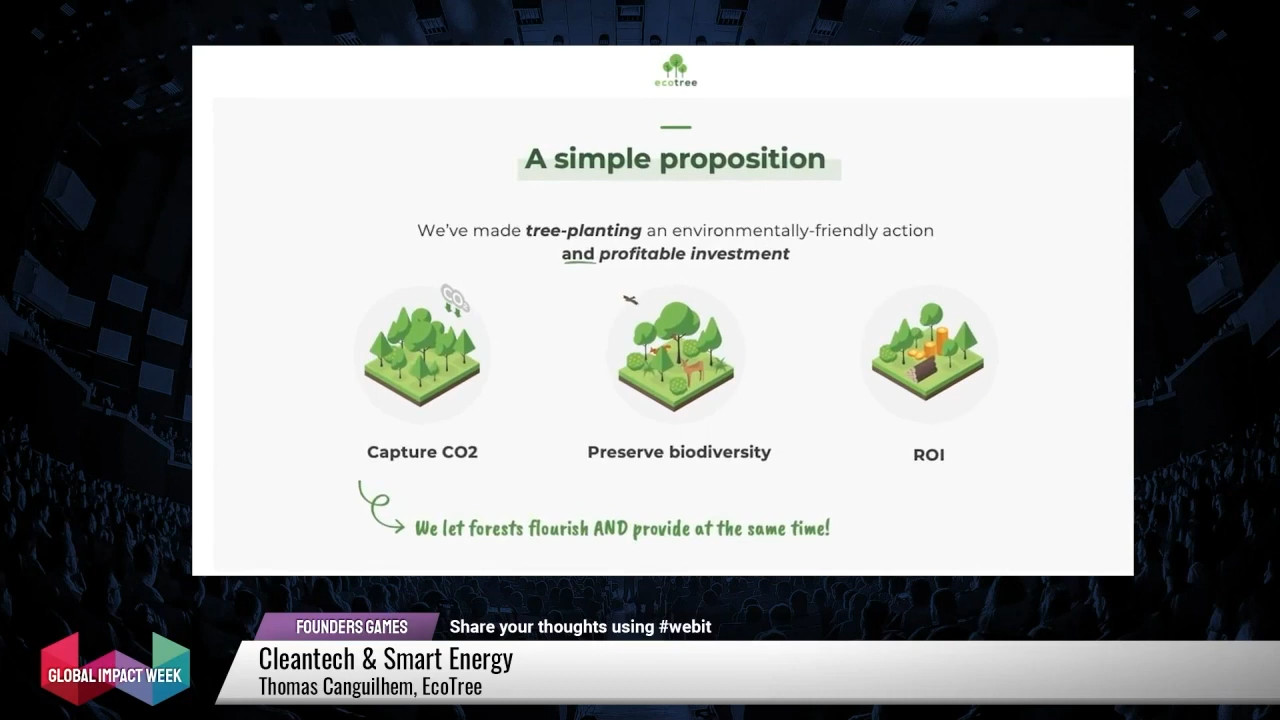 ecotree
A simple proposition
We've made tree-planting an environmentally-friendly action
and profitable investment
CO2
Capture CO2
Preserve biodiversity
ROI
We let forests flourish AND provide at the same time!
FOUNDERS GAMES
Share your thoughts using #webit
GLOBAL IMPACT WEEK
Cleantech & Smart Energy
Thomas Canguilhem, EcoTree